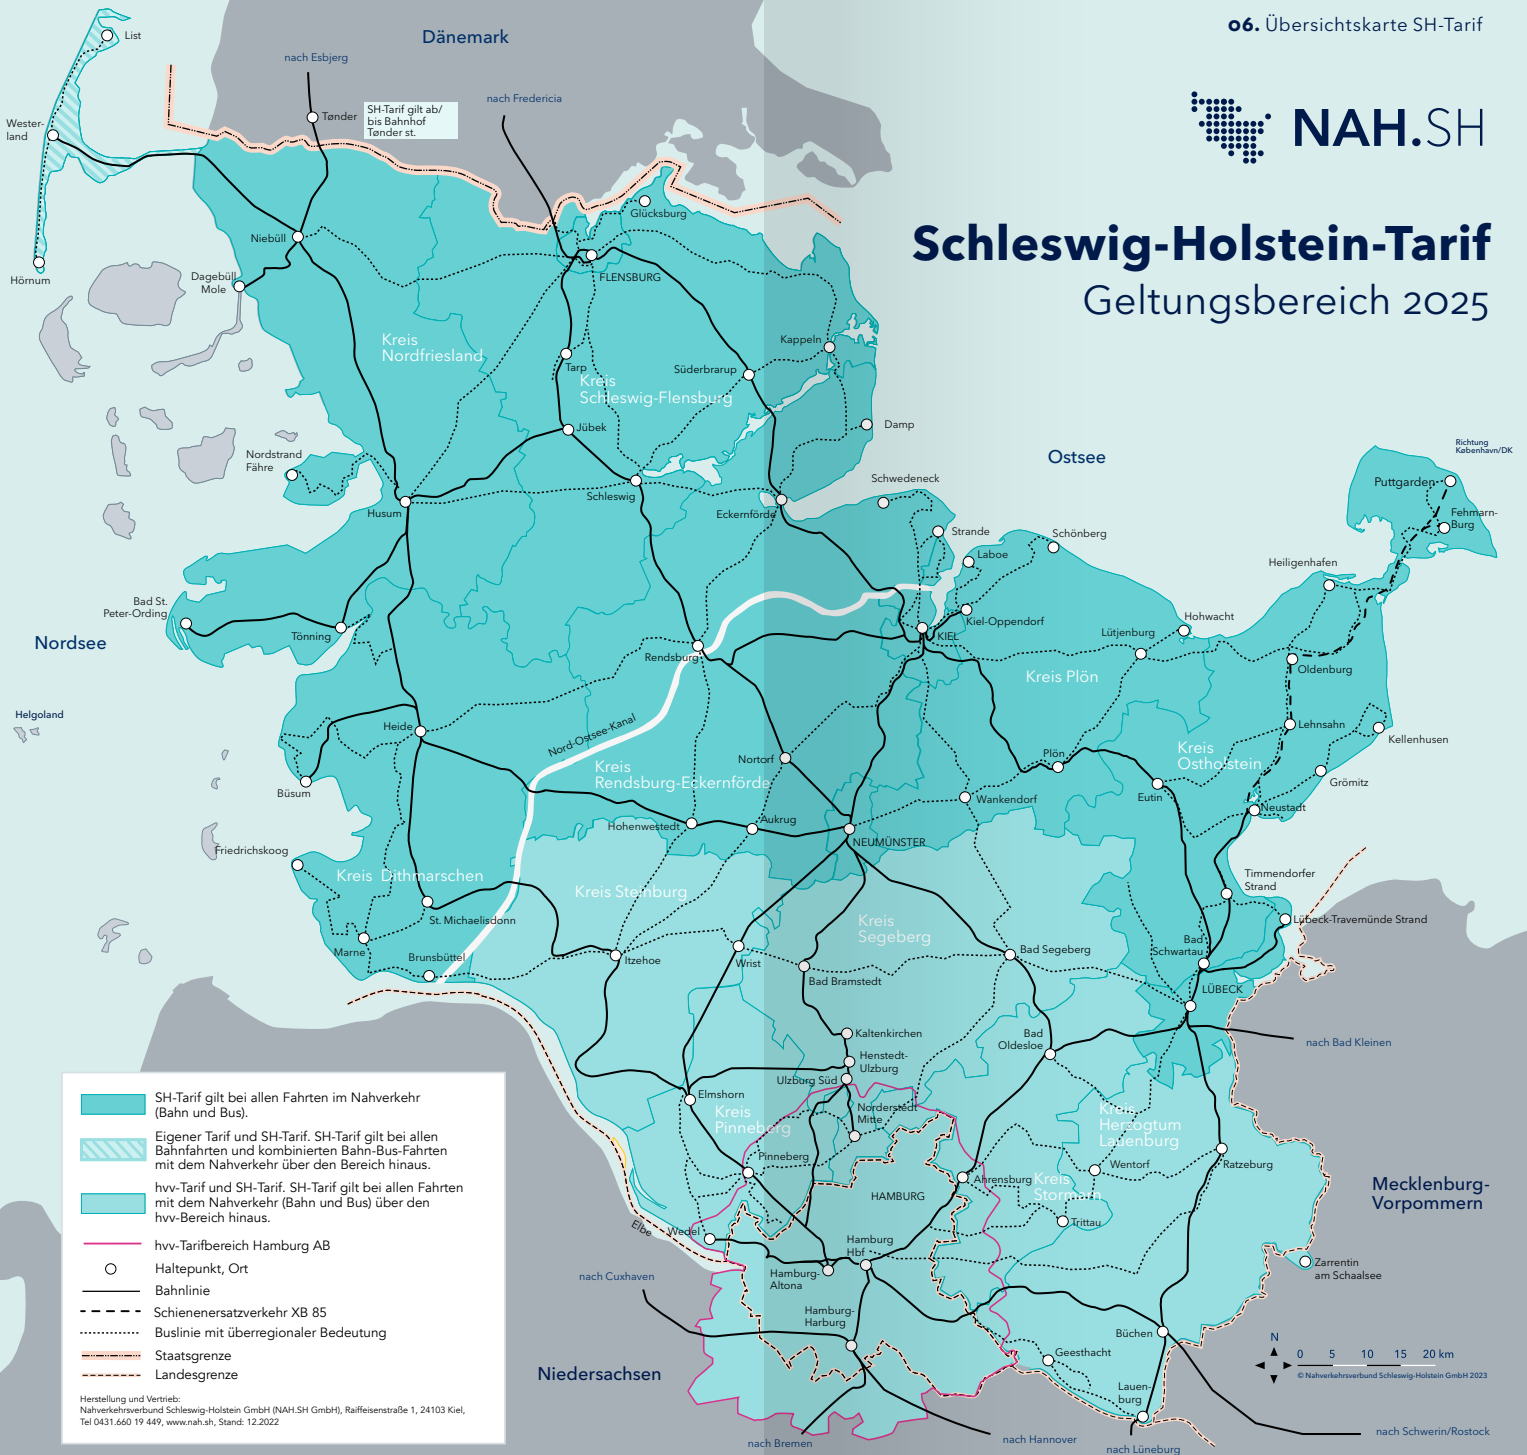 06. Übersichtskarte SH-Tarif
NAH.SH
Schleswig-Holstein-Tarif
Geltungsbereich 2025
Dänemark
nach Esbjerg
nach Fredericia
List
Wester-
land
Hörnum
Tønder
SH-Tarif gilt ab/
bis Bahnhof
Tønder st.
Niebüll
Dagebüll
Mole
Glücksburg
FLENSBURG
Kreis
Nordfriesland
Tarp
Kreis
Schleswig-Flensburg
Süderbrarup
Kappeln
Damp
Jübek
Nordstrand
Fähre
Husum
Schleswig
Eckernförde
Schwedeneck
Ostsee
Richtung
København/DK
Puttgarden
Fehmarn-
Burg
Strande
Laboe
Schönberg
Heiligenhafen
Bad St.
Peter-Ording
Tönning
Nordsee
Helgoland
Rendsburg
KIEL
Kiel-Oppendorf
Lütjenburg
Hohwacht
Oldenburg
Kreis Plön
Heide
Nord-Ostsee-Kanal
Lehnsahn
Kellenhusen
Büsum
Kreis
Rendsburg-Eckernförde
Nortorf
Plön
Kreis
Ostholstein
Grömitz
Eutin
Neustadt
Wankendorf
Hohenwestedt
Aukrug
NEUMÜNSTER
Friedrichskoog
Kreis Dithmarschen
Kreis Steinburg
Timmendorfer
Strand
Lübeck-Travemünde Strand
St. Michaelisdonn
Marne
Brunsbüttel
Itzehoe
Wrist
Kreis
Segeberg
Bad Segeberg
Bad
Schwartau
Bad Bramstedt
LÜBECK
Kaltenkirchen
Henstedt-
Ulzburg
Ulzburg Süd
Bad
Oldesloe
nach Bad Kleinen
Elmshorn
Norderstedt
Mitte
Kreis
Pinneberg
Kreis
Herzogtum
Lauenburg
Pinneberg
Ahrensburg
Wentorf
Ratzeburg
Kreis
Stormarn
HAMBURG
Mecklenburg-
Vorpommern
Trittau
Elbe
Wedel
Hamburg
Hbf
Hamburg-
Altona
nach Cuxhaven
Zarrentin
am Schaalsee
Hamburg-
Harburg
Büchen
Geesthacht
Niedersachsen
Lauen-
burg
nach Bremen
nach Hannover
nach Lüneburg
nach Schwerin/Rostock
N
0 5 10 15 20 km
© Nahverkehrsverbund Schleswig-Holstein GmbH 2023
SH-Tarif gilt bei allen Fahrten im Nahverkehr
(Bahn und Bus).
Eigener Tarif und SH-Tarif. SH-Tarif gilt bei allen
Bahnfahrten und kombinierten Bahn-Bus-Fahrten
mit dem Nahverkehr über den Bereich hinaus.
hvv-Tarif und SH-Tarif. SH-Tarif gilt bei allen Fahrten
mit dem Nahverkehr (Bahn und Bus) über den
hvv-Bereich hinaus.
hvv-Tarifbereich Hamburg AB
Haltepunkt, Ort
Bahnlinie
Schienenersatzverkehr XB 85
Buslinie mit überregionaler Bedeutung
Staatsgrenze
Landesgrenze
Herstellung und Vertrieb:
Nahverkehrsverbund Schleswig-Holstein GmbH (NAH.SH GmbH), Raiffeisenstraße 1, 24103 Kiel,
Tel 0431.660 19 449, www.nah.sh, Stand: 12.2022